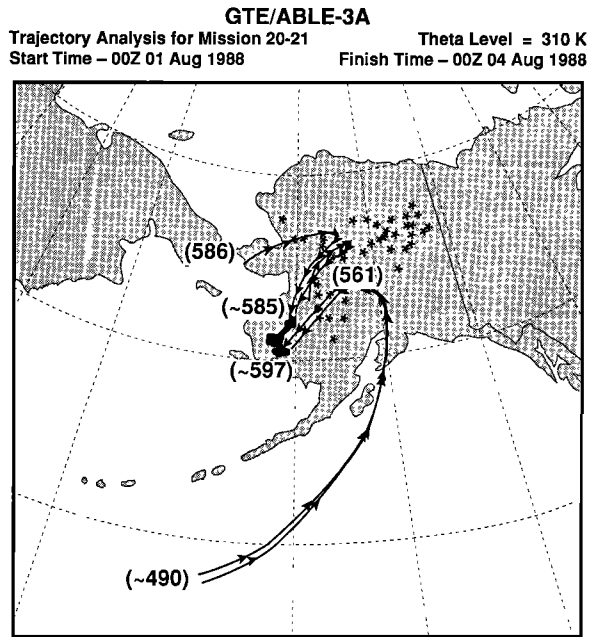 GTE/ABLE-3A
Trajectory Analysis for Mission 20-21 Theta Level = 310 K
Start Time – 00Z 01 Aug 1988 Finish Time – 00Z 04 Aug 1988
(586)
(561)
(~585)
(~597)
(~490)